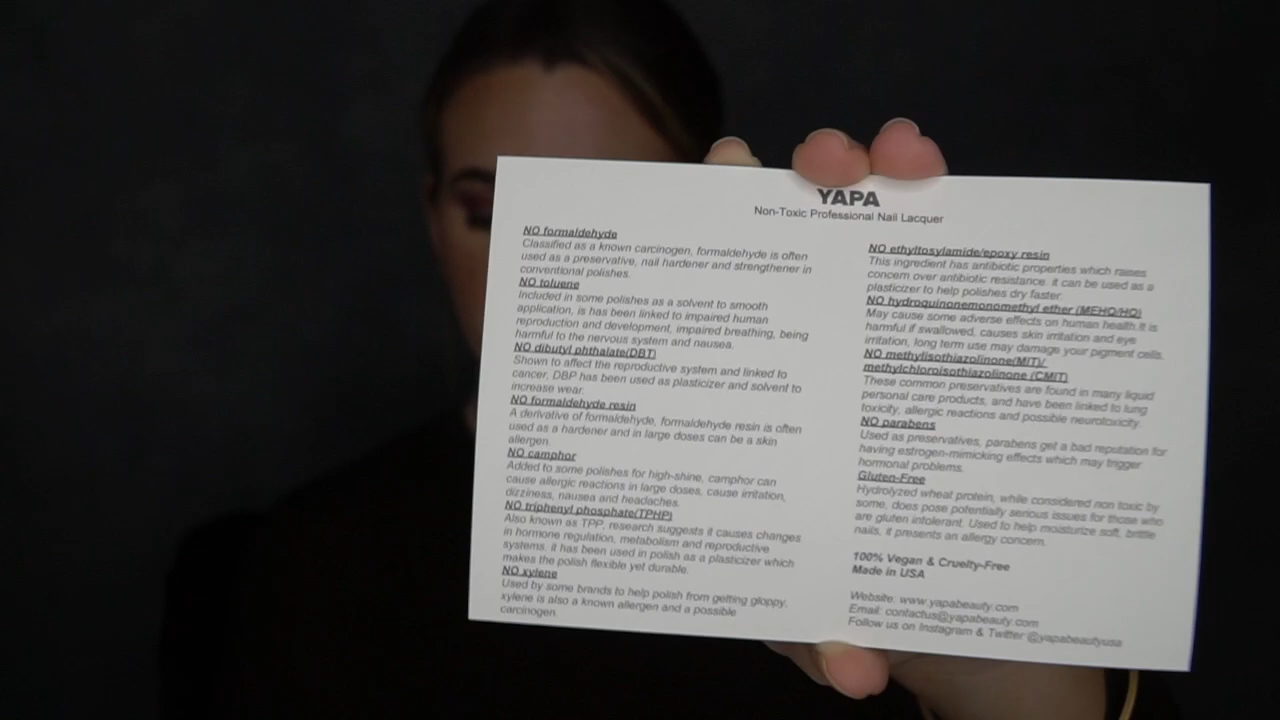 YAPA
Non-Toxic Professional Nail Lacquer
NO formaldehyde
Classified as a known carcinogen, formaldehyde is often
used as a preservative, nail hardener and strengthener in
conventional polishes.
NO toluene
Included in some polishes as a solvent to smooth
application, is has been linked to impaired human
reproduction and development, impaired breathing, being
harmful to the nervous system and nausea.
NO dibutyl phthalate(DBT)
Shown to affect the reproductive system and linked to
cancer, DBP has been used as plasticizer and solvent to
increase wear.
NO formaldehyde resin
A derivative of formaldehyde, formaldehyde resin is often
used as a hardener and in large doses can be a skin
allergen.
NO camphor
Added to some polishes for high-shine, camphor can
cause allergic reactions in large doses, cause irritation,
dizziness, nausea and headaches.
NO triphenyl phosphate(TPHP)
Also known as TPP, research suggests it causes changes
in hormone regulation, metabolism and reproductive
systems, it has been used in polish as a plasticizer which
makes the polish flexible yet durable.
NO xylene
Used by some brands to help polish from getting gloppy,
xylene is also a known allergen and a possible
carcinogen.
NO ethyltosylamide/epoxy resin
This ingredient has antibiotic properties which raises
concern over antibiotic resistance. it can be used as a
plasticizer to help polishes dry faster.
NO hydroquinonemonomethyl ether (MEHQ/HQ)
May cause some adverse effects on human health.It is
harmful if swallowed, causes skin irritation and eye
irritation, long term use may damage your pigment cells.
NO methylisothiazolinone(MIT)/
methylchloroisothiazolinone (CMIT)
These common preservatives are found in many liquid
personal care products, and have been linked to lung
toxicity, allergic reactions and possible neurotoxicity.
NO parabens
Used as preservatives, parabens get a bad reputation for
having estrogen-mimicking effects which may trigger
hormonal problems.
Gluten-Free
Hydrolyzed wheat protein, while considered non toxic by
some, does pose potentially serious issues for those who
are gluten intolerant. Used to help moisturize soft, brittle
nails, it presents an allergy concern.
100% Vegan & Cruelty-Free
Made in USA
Website: www.yapabeauty.com
Email: contactus@yapabeauty.com
Follow us on Instagram & Twitter @yapabeautyusa